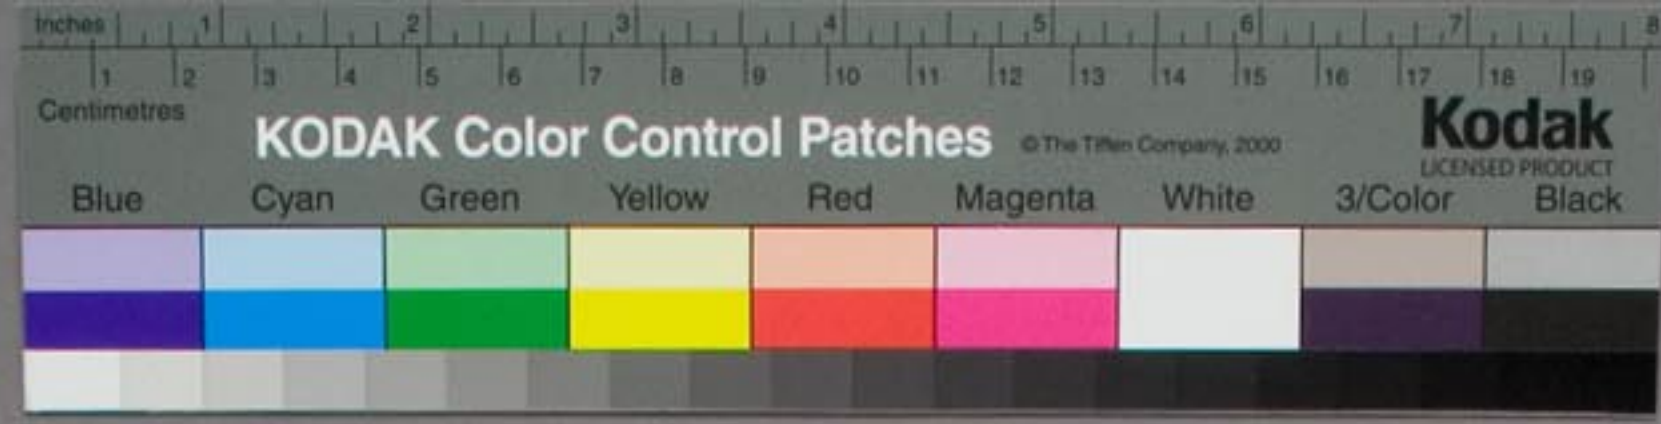 Inches 1 2 3 4 5 6 7 8
1 2 3 4 5 6 7 8 9 10 11 12 13 14 15 16 17 18 19
Centimetres
KODAK Color Control Patches © The Tiffen Company, 2000 Kodak
LICENSED PRODUCT
Blue Cyan Green Yellow Red Magenta White 3/Color Black